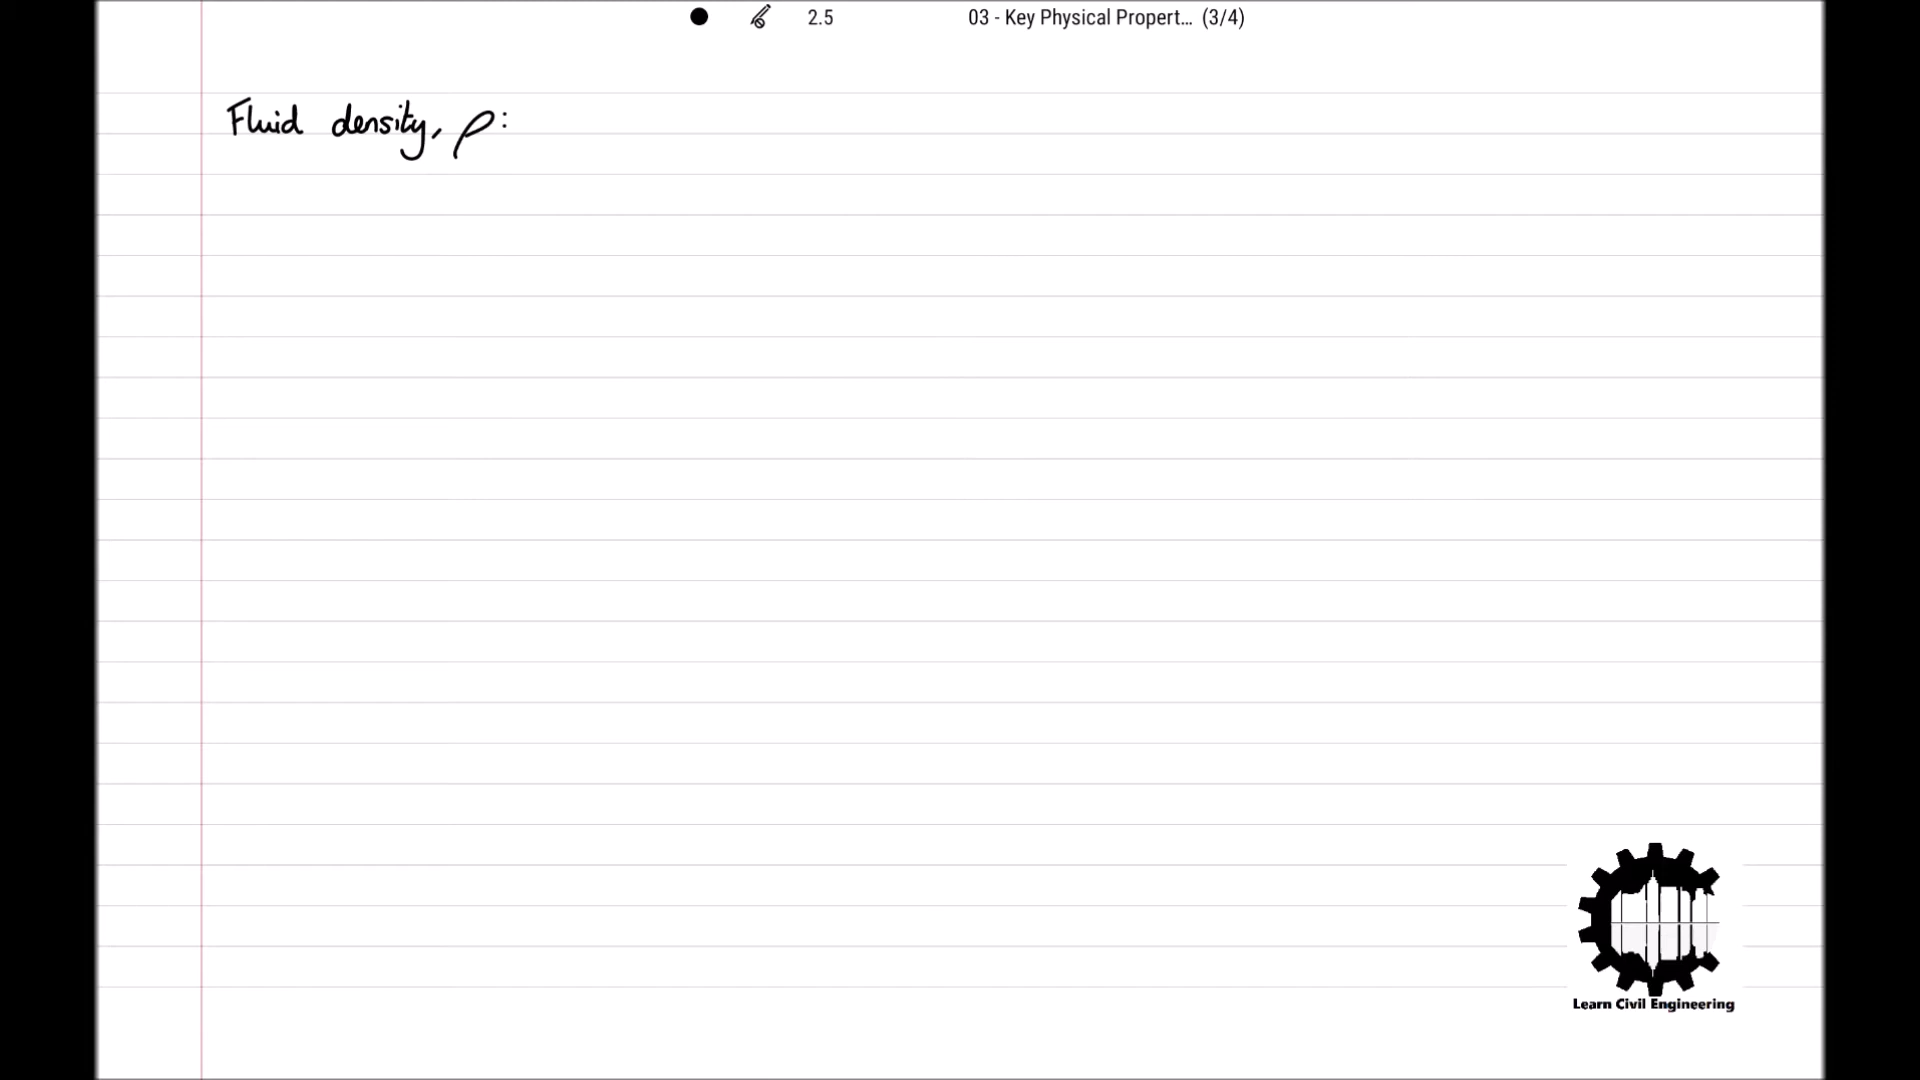 2.5 03 - Key Physical Propert... (3/4)
Fluid density, ρ:
Learn Civil Engineering